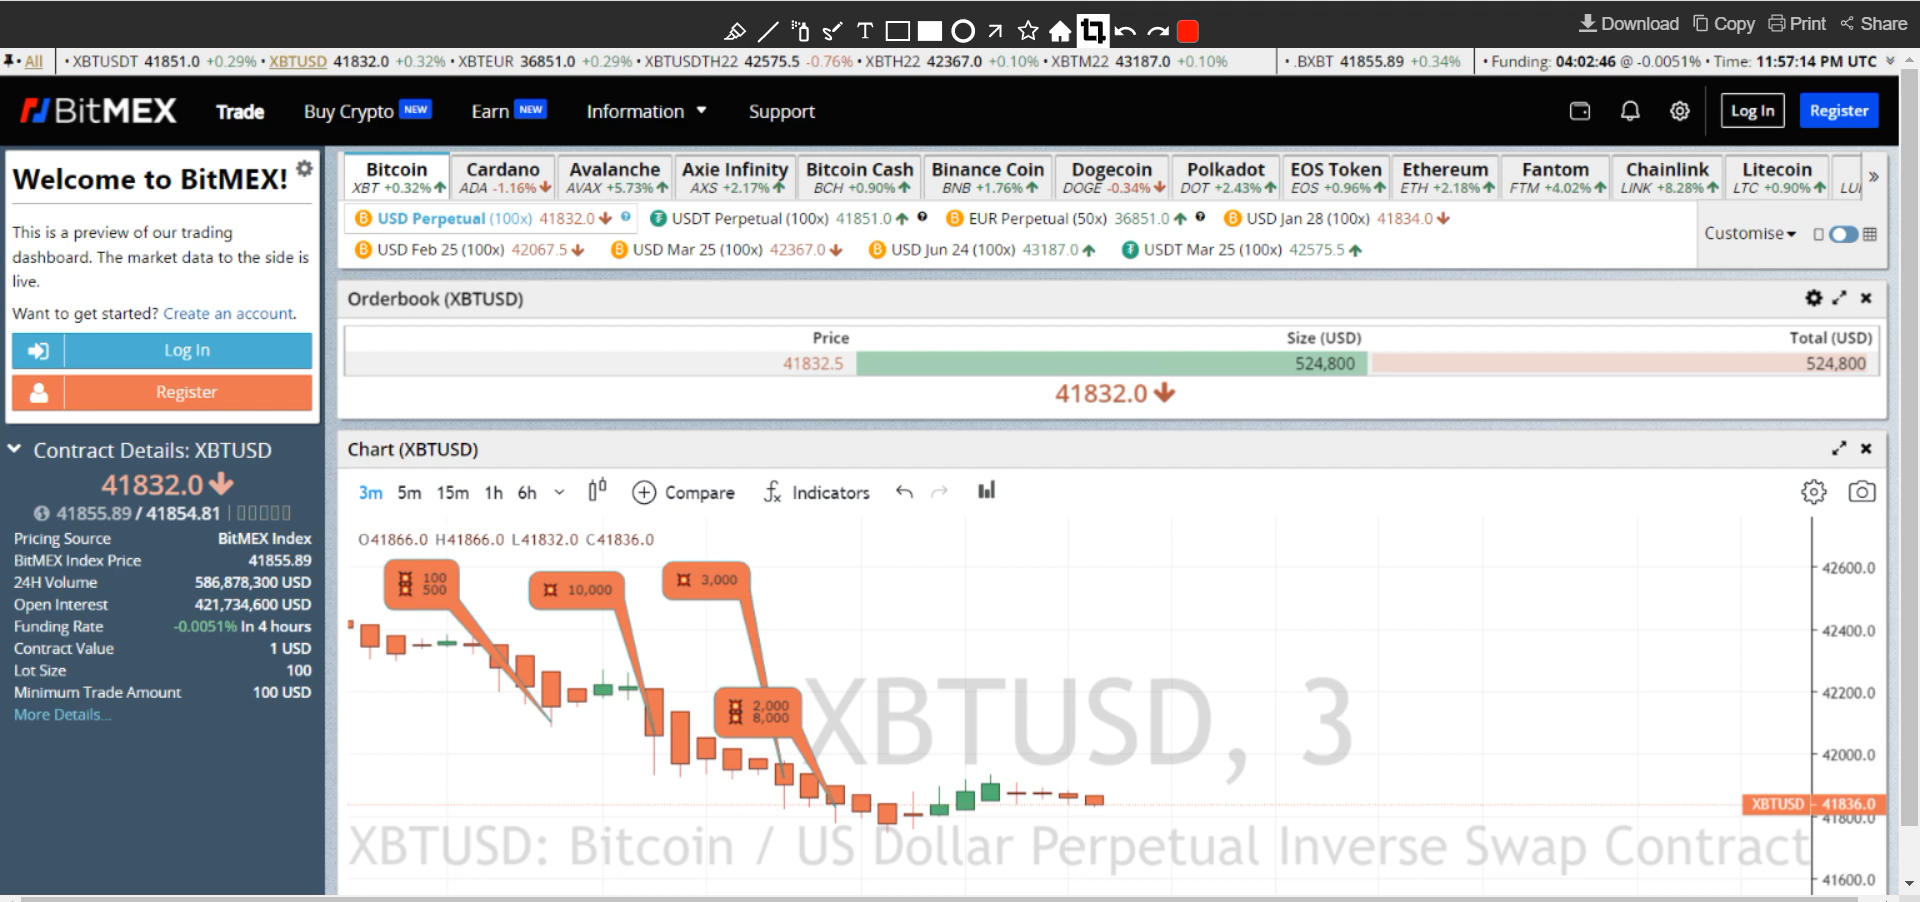 Download Copy Print Share
All • XBTUSDT 41851.0 +0.29% • XBTUSD 41832.0 +0.32% • XBTEUR 36851.0 +0.29% • XBTUSDTH22 42575.5 -0.76% • XBTH22 42367.0 +0.10% • XBTM22 43187.0 +0.10% • .BXBT 41855.89 +0.34% • Funding: 04:02:46 @ -0.0051% • Time: 11:57:14 PM UTC
BitMEX Trade Buy Crypto NEW Earn NEW Information Support Log In Register
Welcome to BitMEX!
This is a preview of our trading
dashboard. The market data to the side is
live.
Want to get started? Create an account.
Log In
Register
Contract Details: XBTUSD
41832.0
41855.89 / 41854.81
Pricing Source BitMEX Index
BitMEX Index Price 41855.89
24H Volume 586,878,300 USD
Open Interest 421,734,600 USD
Funding Rate -0.0051% In 4 hours
Contract Value 1 USD
Lot Size 100
Minimum Trade Amount 100 USD
More Details...
Bitcoin Cardano Avalanche Axie Infinity Bitcoin Cash Binance Coin Dogecoin Polkadot EOS Token Ethereum Fantom Chainlink Litecoin »
XBT +0.32% ADA -1.16% AVAX +5.73% AXS +2.17% BCH +0.90% BNB +1.76% DOGE -0.34% DOT +2.43% EOS +0.96% ETH +2.18% FTM +4.02% LINK +8.28% LTC +0.90% LU
USD Perpetual (100x) 41832.0 USDT Perpetual (100x) 41851.0 EUR Perpetual (50x) 36851.0 USD Jan 28 (100x) 41834.0
USD Feb 25 (100x) 42067.5 USD Mar 25 (100x) 42367.0 USD Jun 24 (100x) 43187.0 USDT Mar 25 (100x) 42575.5
Customise
Orderbook (XBTUSD)
Price Size (USD) Total (USD)
41832.5 524,800 524,800
41832.0
Chart (XBTUSD)
3m 5m 15m 1h 6h Compare Indicators
O41866.0 H41866.0 L41832.0 C41836.0
100
500
10,000
3,000
2,000
8,000
XBTUSD, 3
XBTUSD: Bitcoin / US Dollar Perpetual Inverse Swap Contract
42600.0
42400.0
42200.0
42000.0
XBTUSD 41836.0
41800.0
41600.0